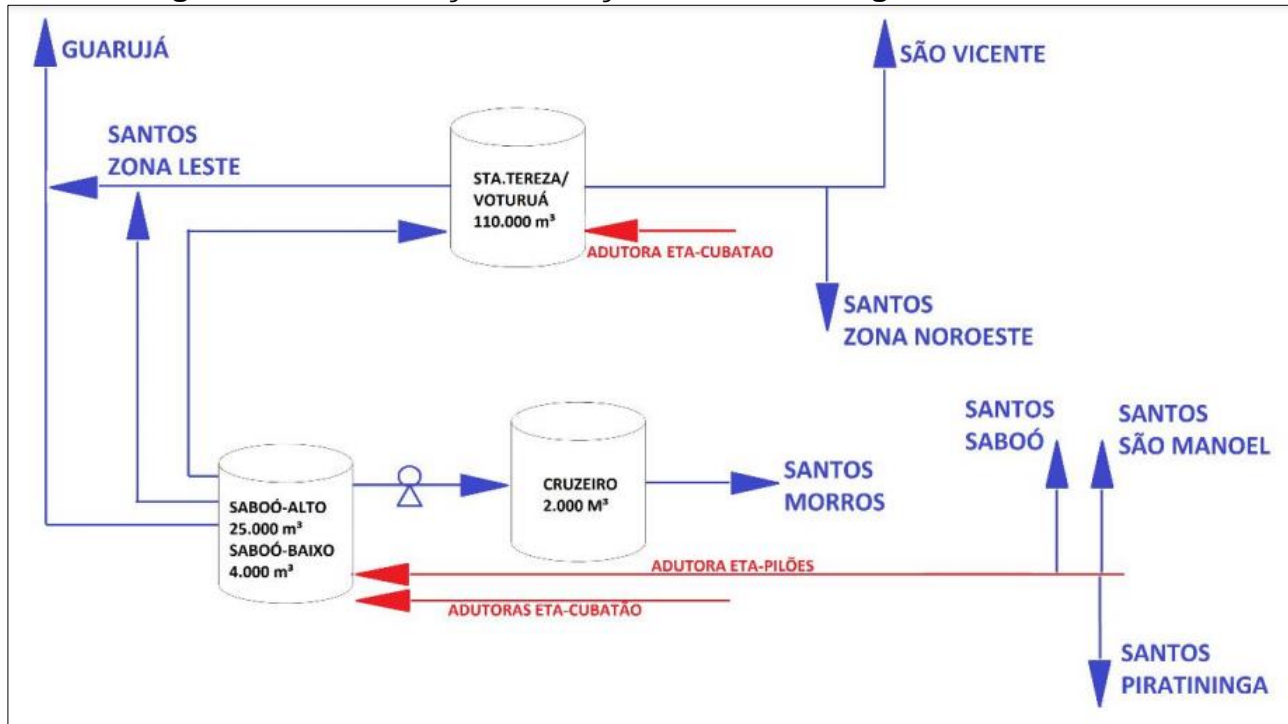 GUARUJÁ
SÃO VICENTE
SANTOS
ZONA LESTE
STA.TEREZA/
VOTURUÁ
110.000 m³
ADUTORA ETA-CUBATAO
SANTOS
ZONA NOROESTE
SANTOS
SABOÓ
SANTOS
SÃO MANOEL
SABOÓ-ALTO
25.000 m³
SABOÓ-BAIXO
4.000 m³
CRUZEIRO
2.000 M³
SANTOS
MORROS
ADUTORA ETA-PILÕES
ADUTORAS ETA-CUBATÃO
SANTOS
PIRATININGA